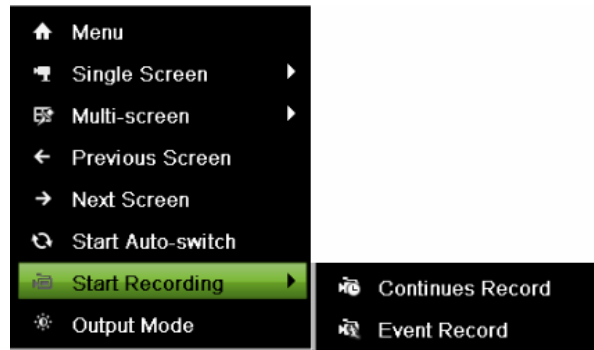 Menu
Single Screen
Multi-screen
Previous Screen
Next Screen
Start Auto-switch
Start Recording
Continues Record
Output Mode
Event Record